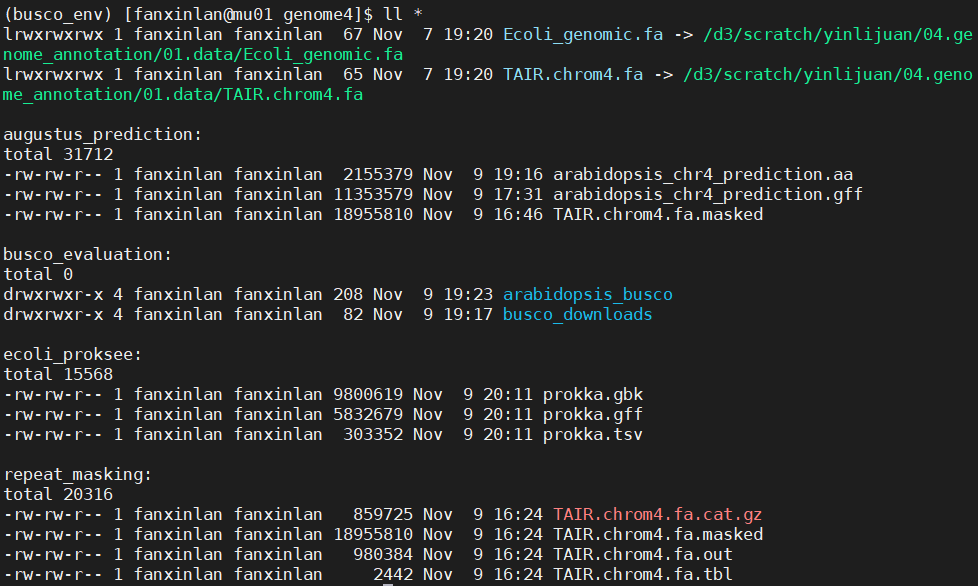 (busco_env) [fanxinlan@mu01 genome4]$ ll *
lrwxrwxrwx 1 fanxinlan fanxinlan  67 Nov  7 19:20 Ecoli_genomic.fa -> /d3/scratch/yinlijuan/04.ge
nome_annotation/01.data/Ecoli_genomic.fa
lrwxrwxrwx 1 fanxinlan fanxinlan  65 Nov  7 19:20 TAIR.chrom4.fa -> /d3/scratch/yinlijuan/04.geno
me_annotation/01.data/TAIR.chrom4.fa

augustus_prediction:
total 31712
-rw-rw-r-- 1 fanxinlan fanxinlan  2155379 Nov  9 19:16 arabidopsis_chr4_prediction.aa
-rw-rw-r-- 1 fanxinlan fanxinlan 11353579 Nov  9 17:31 arabidopsis_chr4_prediction.gff
-rw-rw-r-- 1 fanxinlan fanxinlan 18955810 Nov  9 16:46 TAIR.chrom4.fa.masked

busco_evaluation:
total 0
drwxrwxr-x 4 fanxinlan fanxinlan 208 Nov  9 19:23 arabidopsis_busco
drwxrwxr-x 4 fanxinlan fanxinlan  82 Nov  9 19:17 busco_downloads

ecoli_proksee:
total 15568
-rw-rw-r-- 1 fanxinlan fanxinlan 9800619 Nov  9 20:11 prokka.gbk
-rw-rw-r-- 1 fanxinlan fanxinlan 5832679 Nov  9 20:11 prokka.gff
-rw-rw-r-- 1 fanxinlan fanxinlan  303352 Nov  9 20:11 prokka.tsv

repeat_masking:
total 20316
-rw-rw-r-- 1 fanxinlan fanxinlan   859725 Nov  9 16:24 TAIR.chrom4.fa.cat.gz
-rw-rw-r-- 1 fanxinlan fanxinlan 18955810 Nov  9 16:24 TAIR.chrom4.fa.masked
-rw-rw-r-- 1 fanxinlan fanxinlan   980384 Nov  9 16:24 TAIR.chrom4.fa.out
-rw-rw-r-- 1 fanxinlan fanxinlan     2442 Nov  9 16:24 TAIR.chrom4.fa.tbl